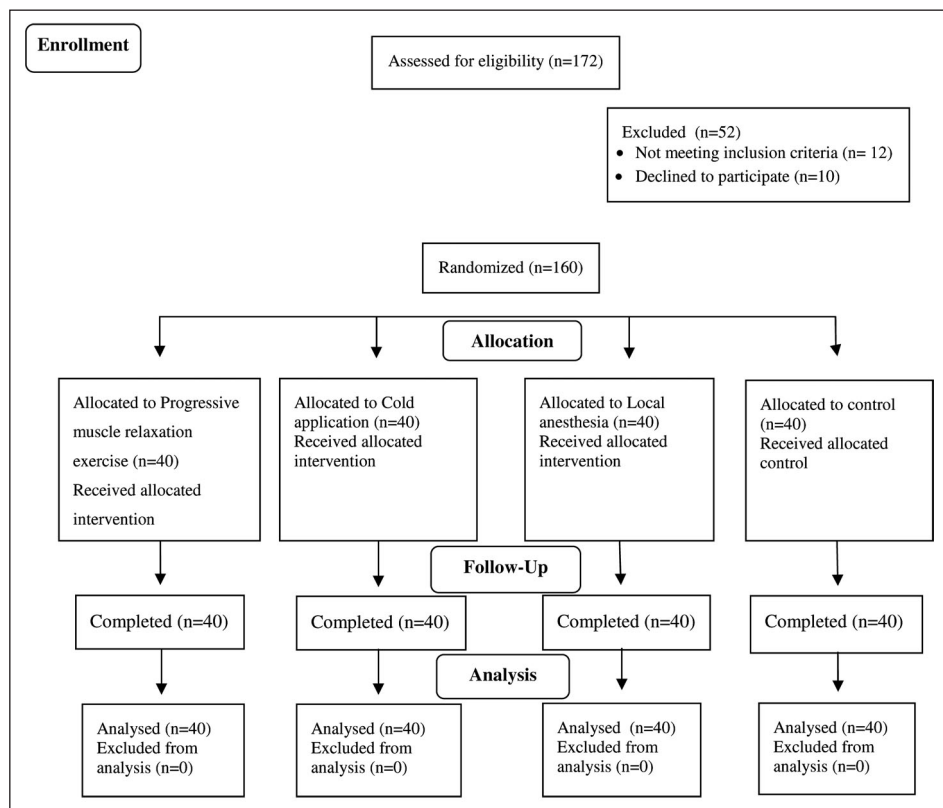 Enrollment
Assessed for eligibility (n=172)
Excluded (n=52)
• Not meeting inclusion criteria (n= 12)
• Declined to participate (n=10)
Randomized (n=160)
Allocation
Allocated to Progressive
muscle relaxation
exercise (n=40)
Received allocated
intervention
Allocated to Cold
application (n=40)
Received allocated
intervention
Allocated to Local
anesthesia (n=40)
Received allocated
intervention
Allocated to control
(n=40)
Received allocated
control
Follow-Up
Completed (n=40)
Completed (n=40)
Completed (n=40)
Completed (n=40)
Analysis
Analysed (n=40)
Excluded from
analysis (n=0)
Analysed (n=40)
Excluded from
analysis (n=0)
Analysed (n=40)
Excluded from
analysis (n=0)
Analysed (n=40)
Excluded from
analysis (n=0)